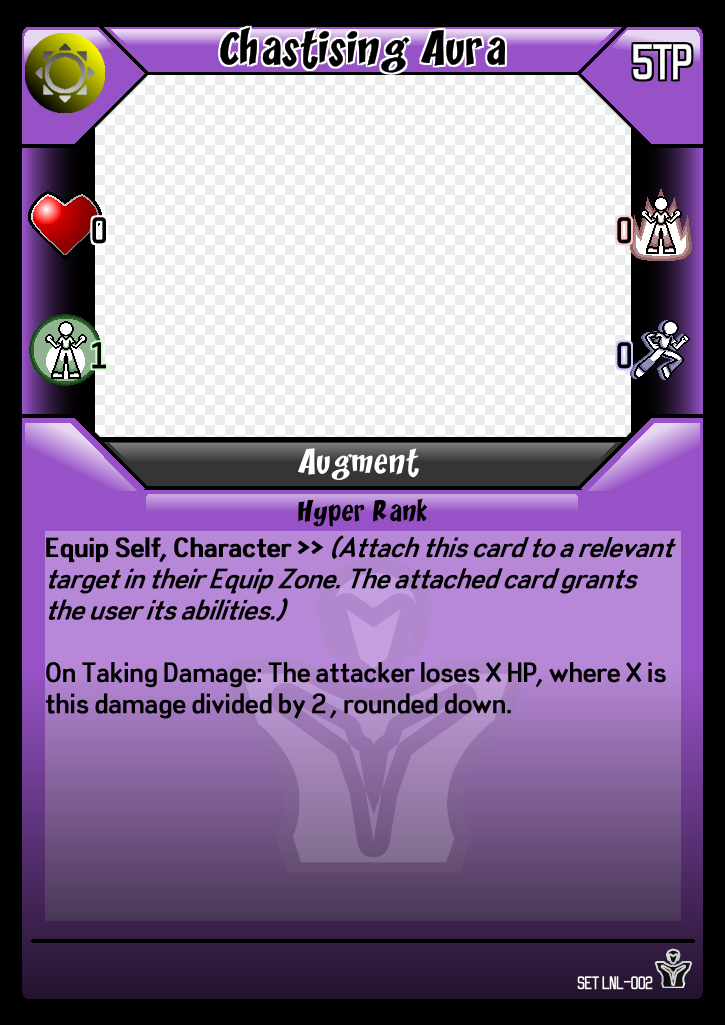 Chastising Aura
5TP
0
0
1
0
Augment
Hyper Rank
Equip Self, Character >> (Attach this card to a relevant
target in their Equip Zone. The attached card grants
the user its abilities.)
On Taking Damage: The attacker loses X HP, where X is
this damage divided by 2 , rounded down.
SET LNL-002